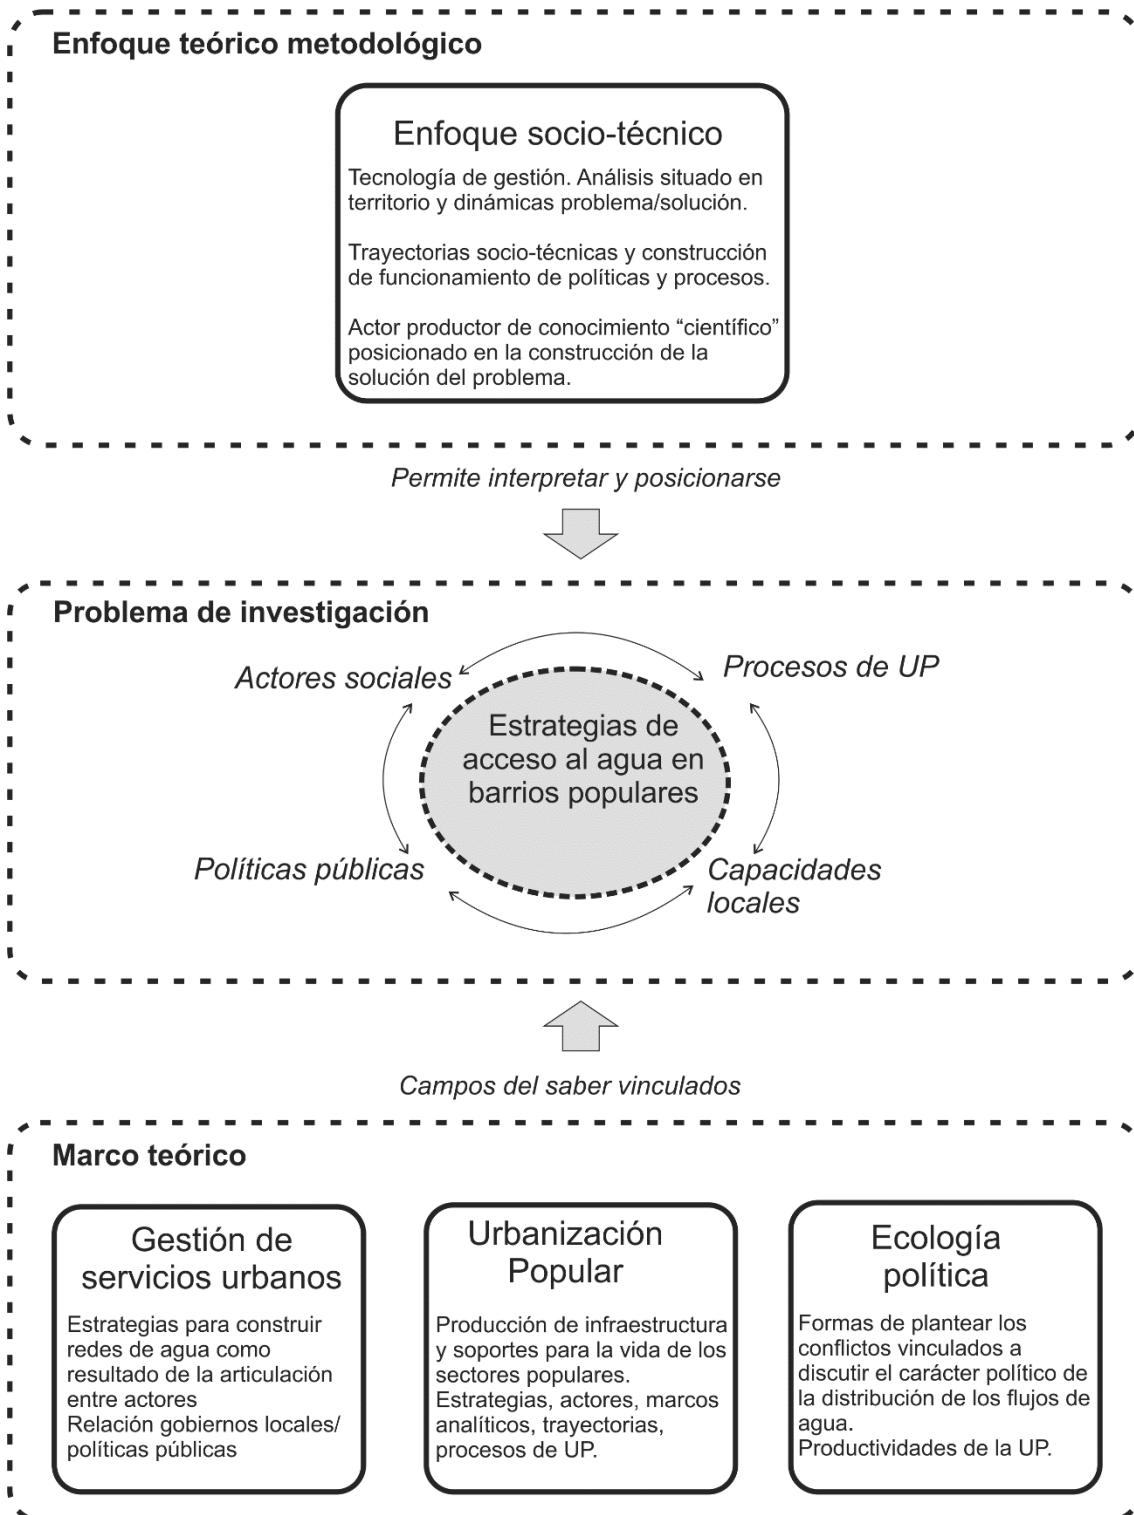 Enfoque teórico metodológico
Enfoque socio-técnico
Tecnología de gestión. Análisis situado en
territorio y dinámicas problema/solución.
Trayectorias socio-técnicas y construcción
de funcionamiento de políticas y procesos.
Actor productor de conocimiento “científico”
posicionado en la construcción de la
solución del problema.
Permite interpretar y posicionarse
Problema de investigación
Actores sociales
Procesos de UP
Estrategias de
acceso al agua en
barrios populares
Políticas públicas
Capacidades
locales
Campos del saber vinculados
Marco teórico
Gestión de
servicios urbanos
Estrategias para construir
redes de agua como
resultado de la articulación
entre actores
Relación gobiernos locales/
políticas públicas
Urbanización
Popular
Producción de infraestructura
y soportes para la vida de los
sectores populares.
Estrategias, actores, marcos
analíticos, trayectorias,
procesos de UP.
Ecología
política
Formas de plantear los
conflictos vinculados a
discutir el carácter político de
la distribución de los flujos de
agua.
Productividades de la UP.